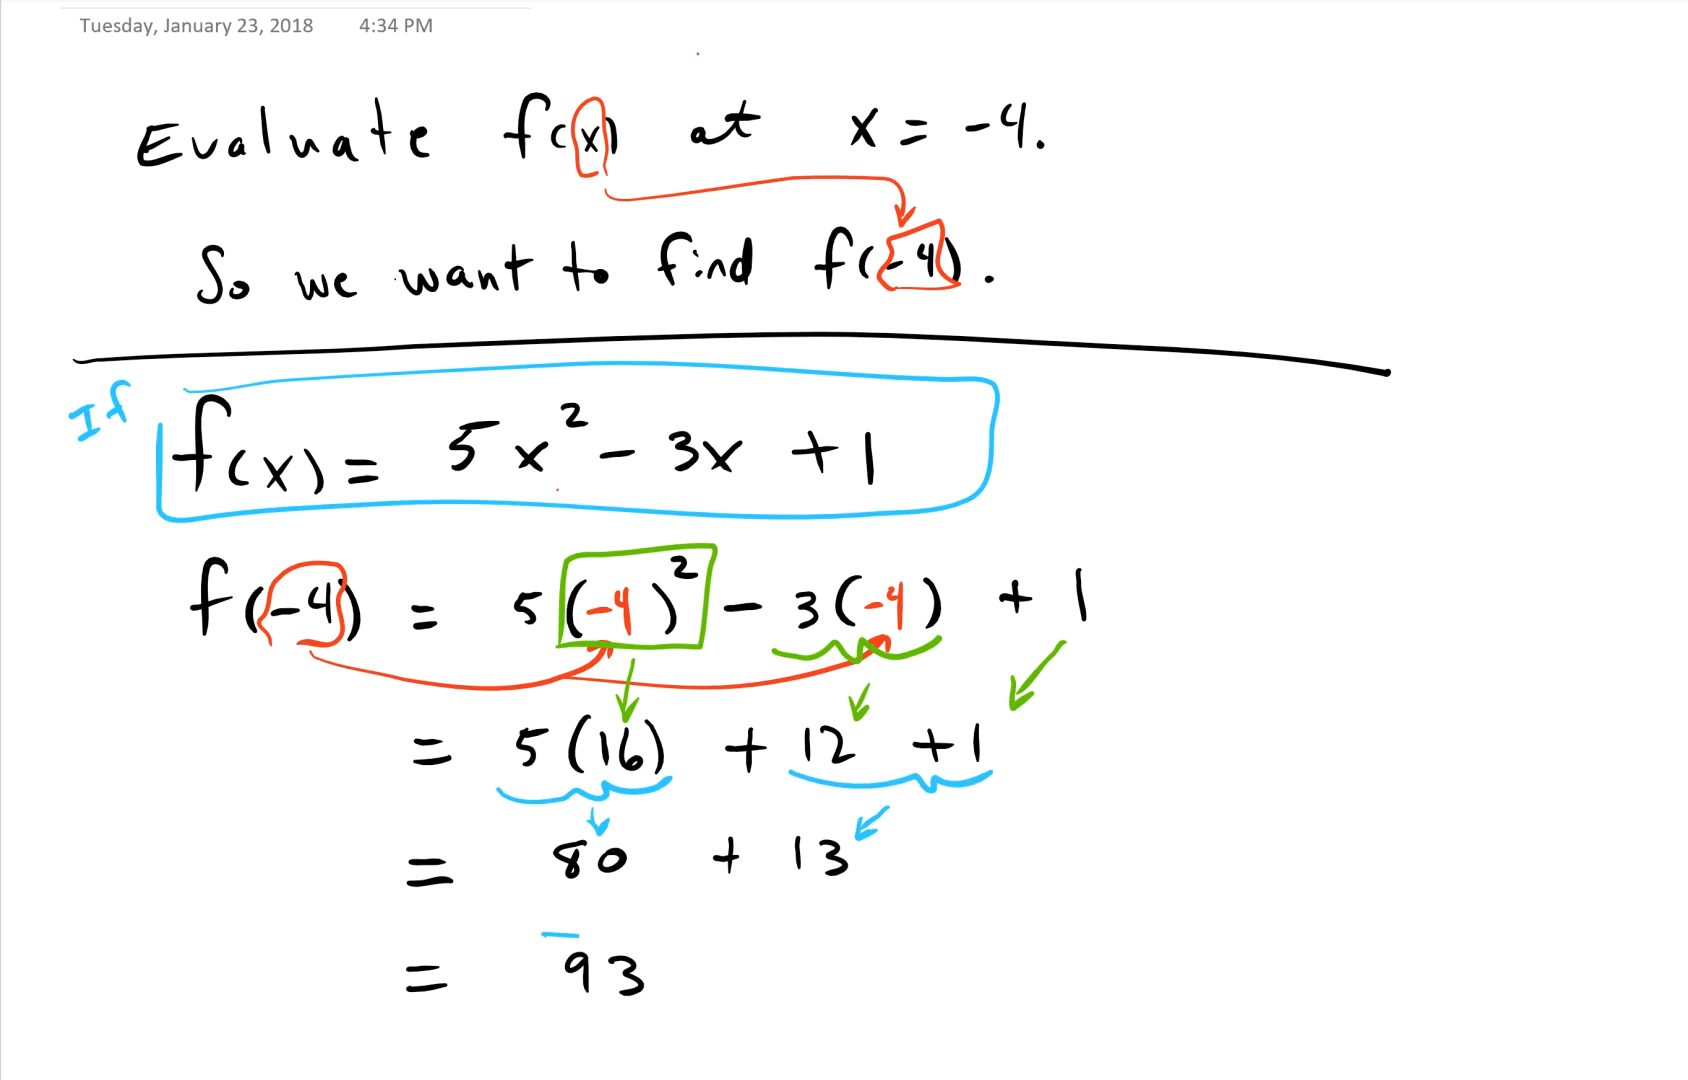 Tuesday, January 23, 2018 4:34 PM
Evaluate f(x) at x = -4.
So we want to find f(-4).
If
f(x) = 5x² - 3x + 1
f(-4) = 5(-4)² - 3(-4) + 1
= 5(16) + 12 + 1
= 80 + 13
= 93